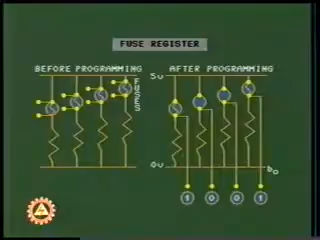 FUSE REGISTER
BEFORE PROGRAMMING
5v
AFTER PROGRAMMING
FUSES
0v
b0
1 0 0 1